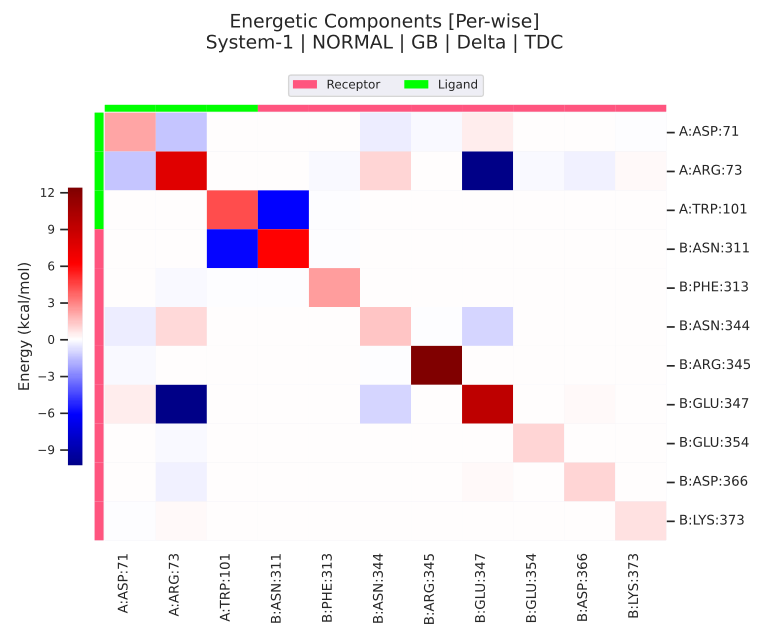 Energetic Components [Per-wise]
System-1 | NORMAL | GB | Delta | TDC
Receptor
Ligand
A:ASP:71
A:ARG:73
A:TRP:101
B:ASN:311
B:PHE:313
B:ASN:344
B:ARG:345
B:GLU:347
B:GLU:354
B:ASP:366
B:LYS:373
Energy (kcal/mol)
12
9
6
3
0
−3
−6
−9
A:ASP:71
A:ARG:73
A:TRP:101
B:ASN:311
B:PHE:313
B:ASN:344
B:ARG:345
B:GLU:347
B:GLU:354
B:ASP:366
B:LYS:373